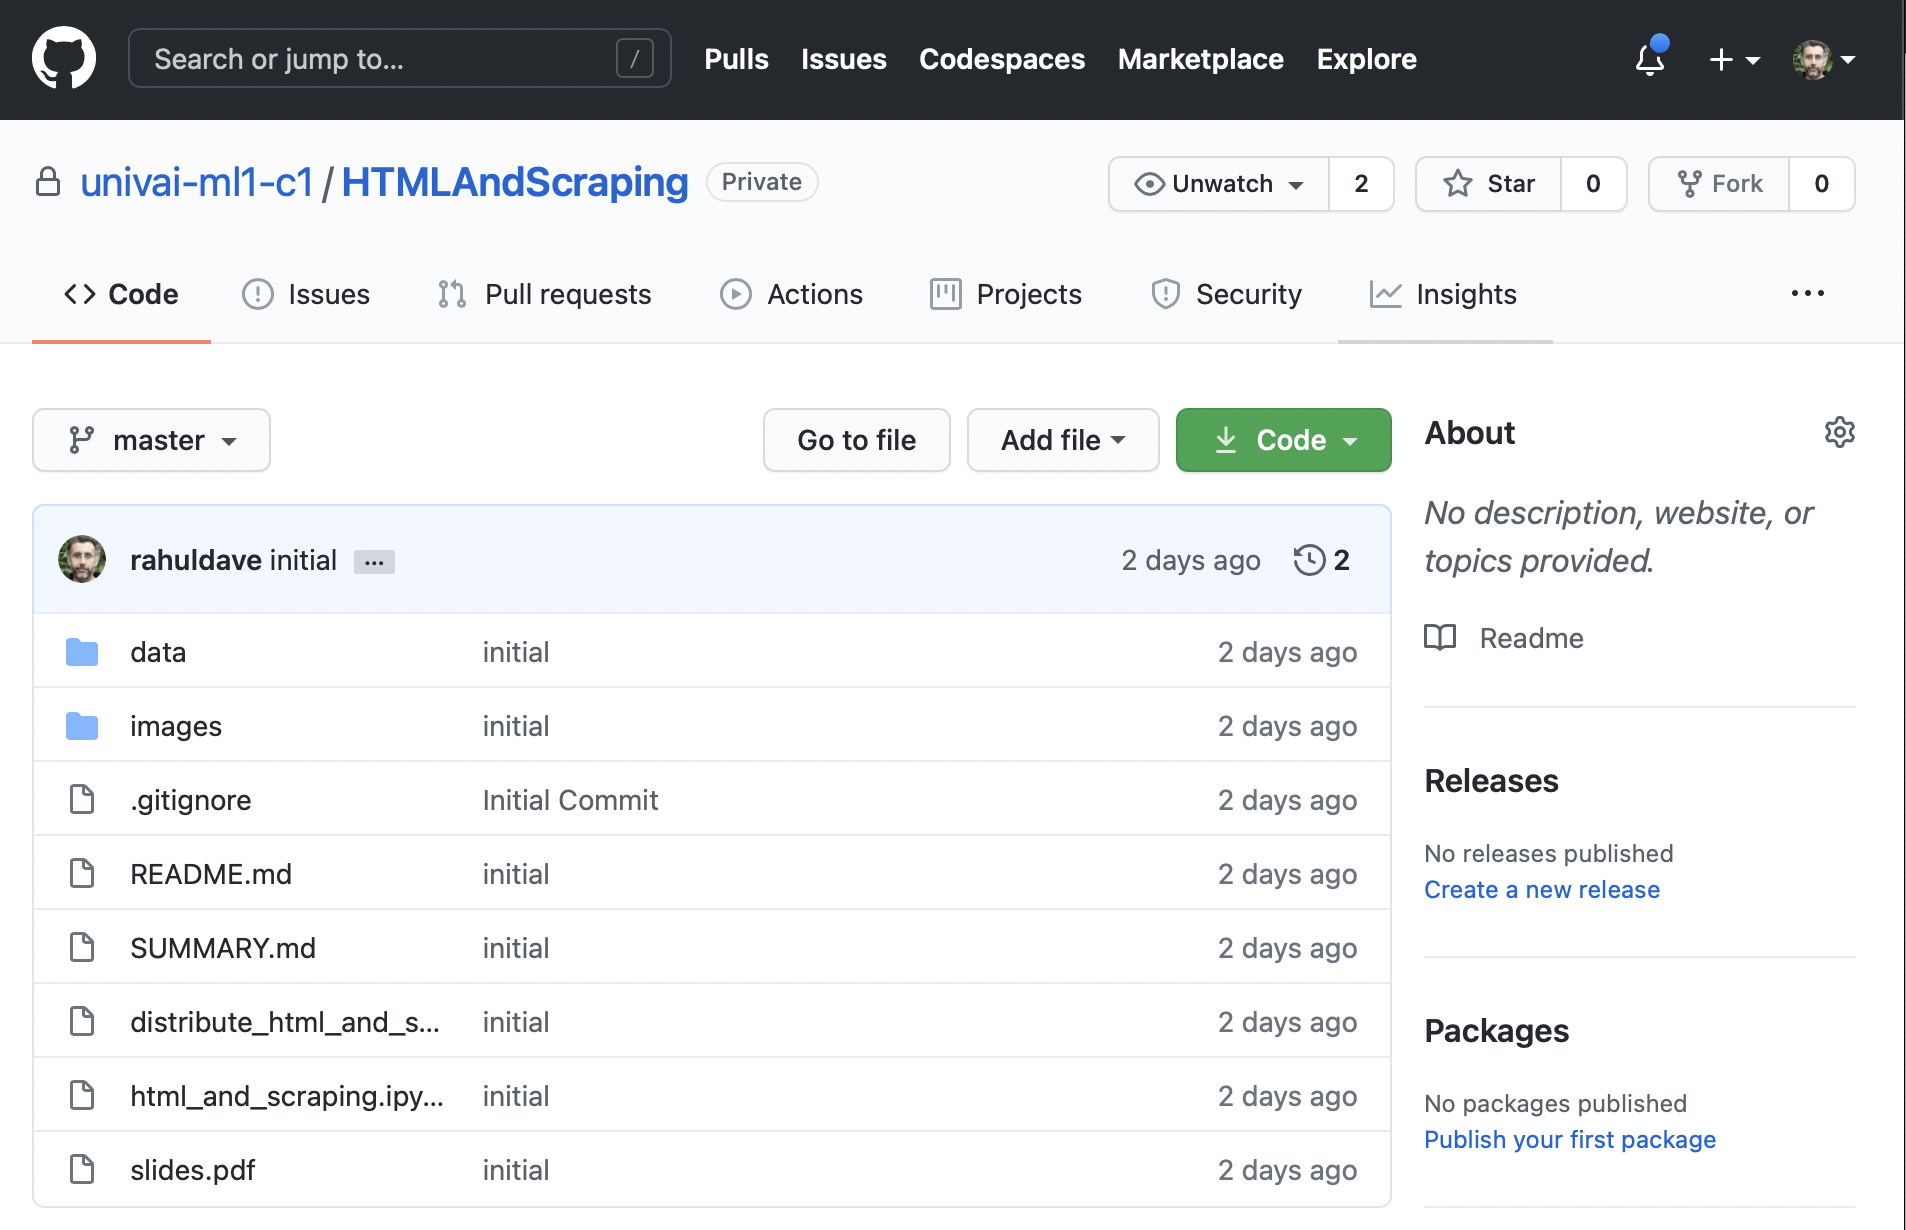 Search or jump to... /
Pulls Issues Codespaces Marketplace Explore
univai-ml1-c1 / HTMLAndScraping Private
Unwatch 2 Star 0 Fork 0
Code Issues Pull requests Actions Projects Security Insights ...
master Go to file Add file Code
rahuldave initial ... 2 days ago 2
data initial 2 days ago
images initial 2 days ago
.gitignore Initial Commit 2 days ago
README.md initial 2 days ago
SUMMARY.md initial 2 days ago
distribute_html_and_s... initial 2 days ago
html_and_scraping.ipy... initial 2 days ago
slides.pdf initial 2 days ago
About
No description, website, or
topics provided.
Readme
Releases
No releases published
Create a new release
Packages
No packages published
Publish your first package